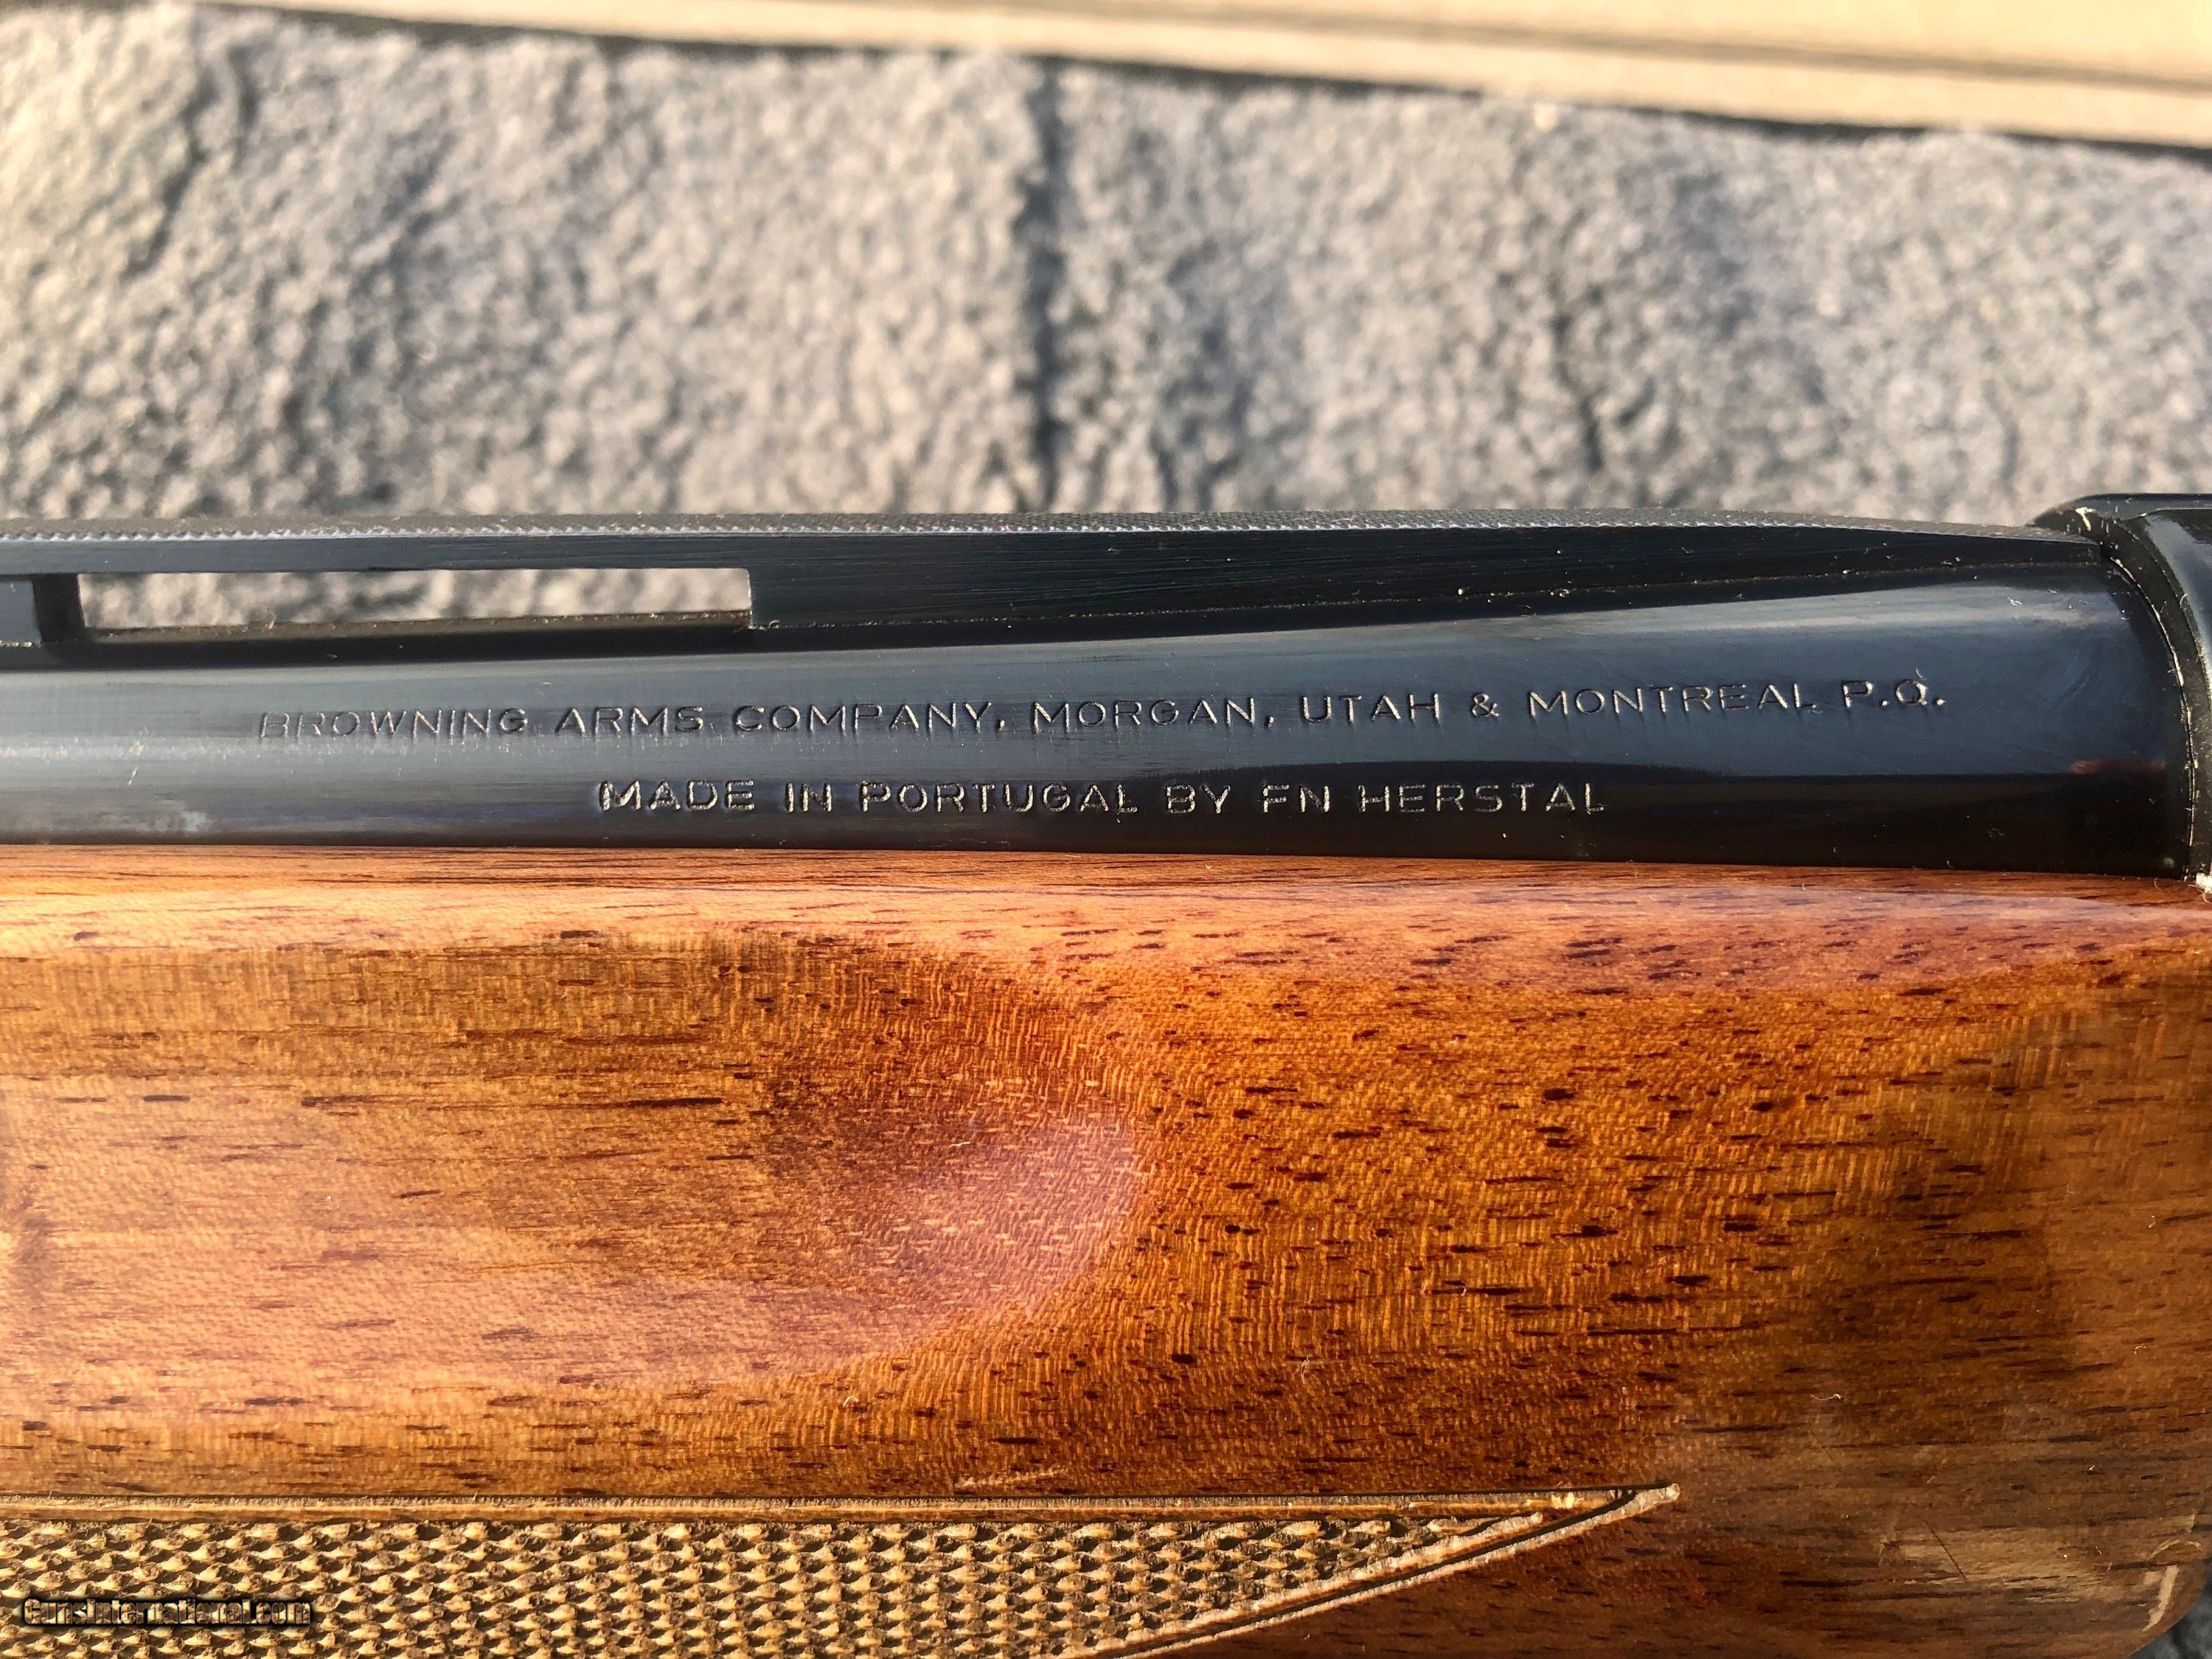 BROWNING ARMS COMPANY, MORGAN, UTAH & MONTREAL P.Q.
MADE IN PORTUGAL BY FN HERSTAL
GunsInternational.com